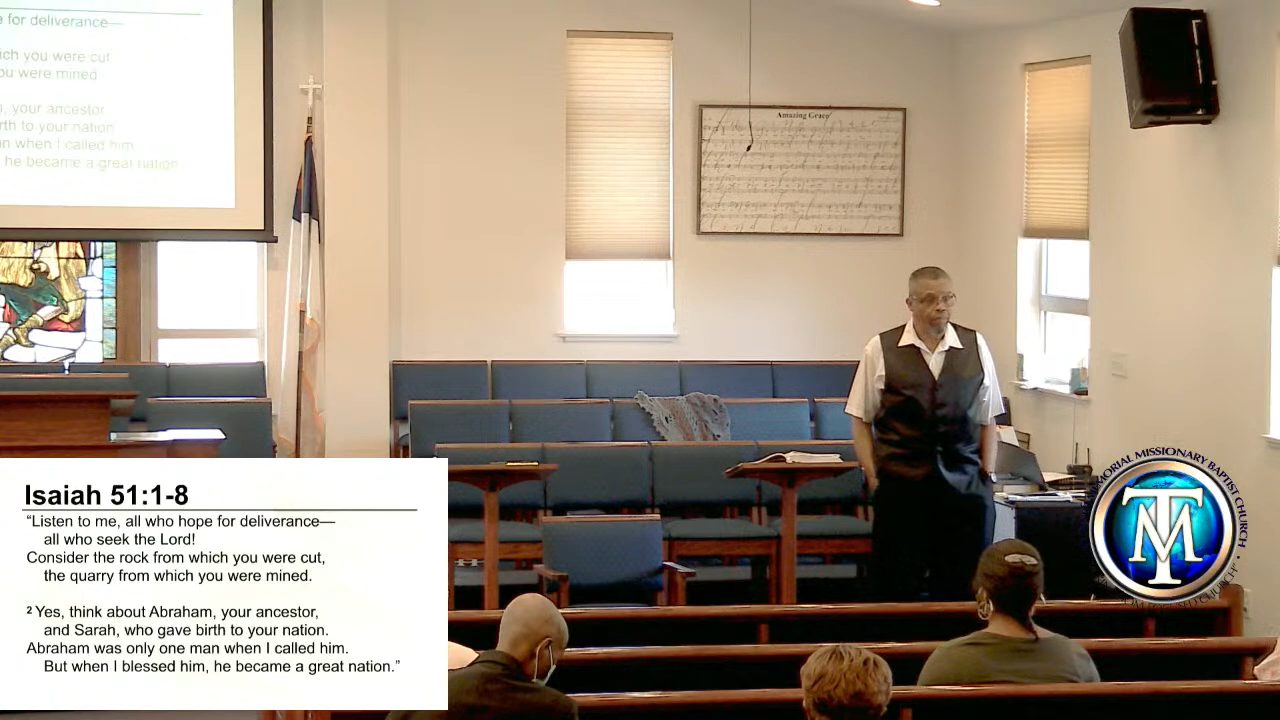 for deliverance—
ich you were cut
ou were mined
, your ancestor
rth to your nation
n when I called him
he became a great nation
Amazing Grace
Isaiah 51:1-8
“Listen to me, all who hope for deliverance—
all who seek the Lord!
Consider the rock from which you were cut,
the quarry from which you were mined.
2 Yes, think about Abraham, your ancestor,
and Sarah, who gave birth to your nation.
Abraham was only one man when I called him.
But when I blessed him, he became a great nation.”
MORIAL MISSIONARY BAPTIST CHURCH
TM